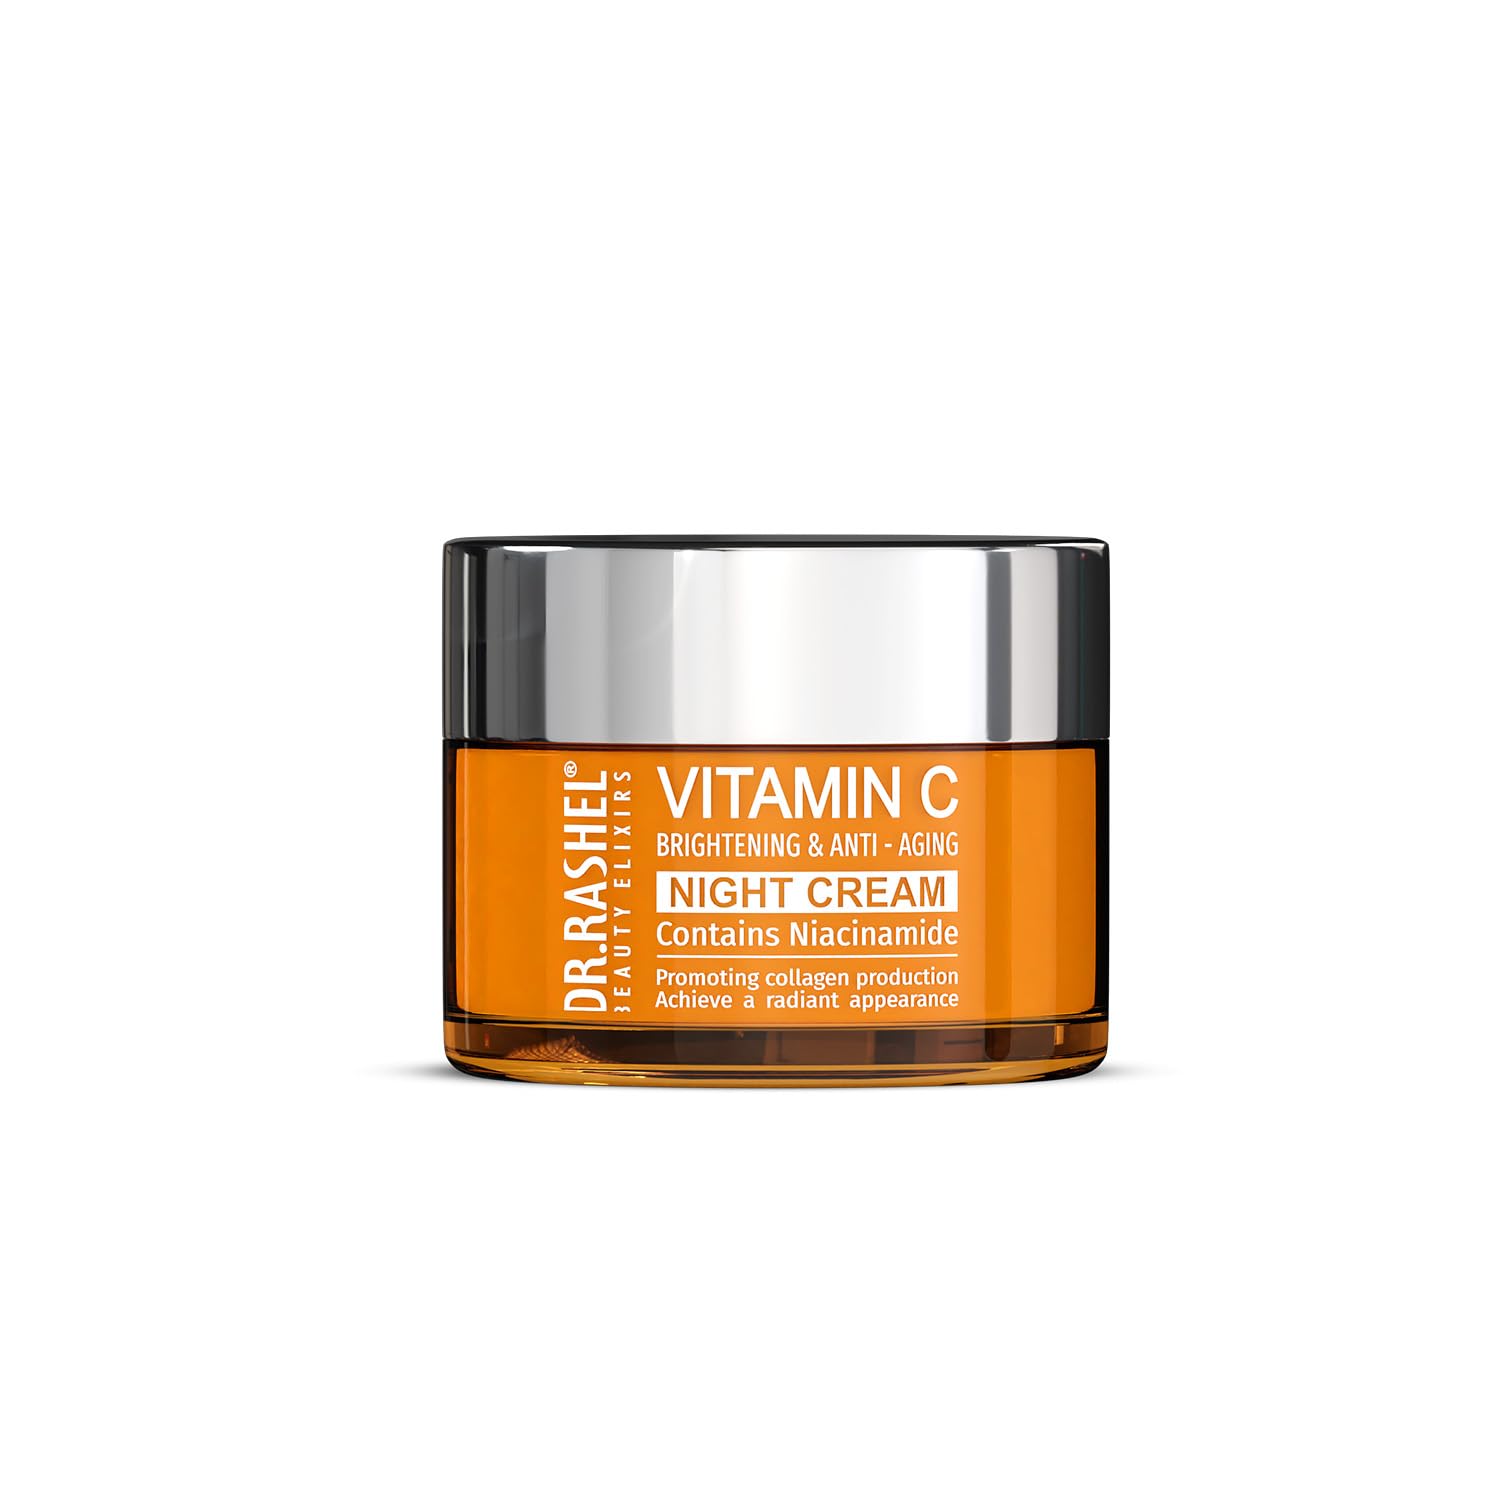 DR.RASHEL®
BEAUTY ELIXIRS
VITAMIN C
BRIGHTENING & ANTI - AGING
NIGHT CREAM
Contains Niacinamide
Promoting collagen production
Achieve a radiant appearance